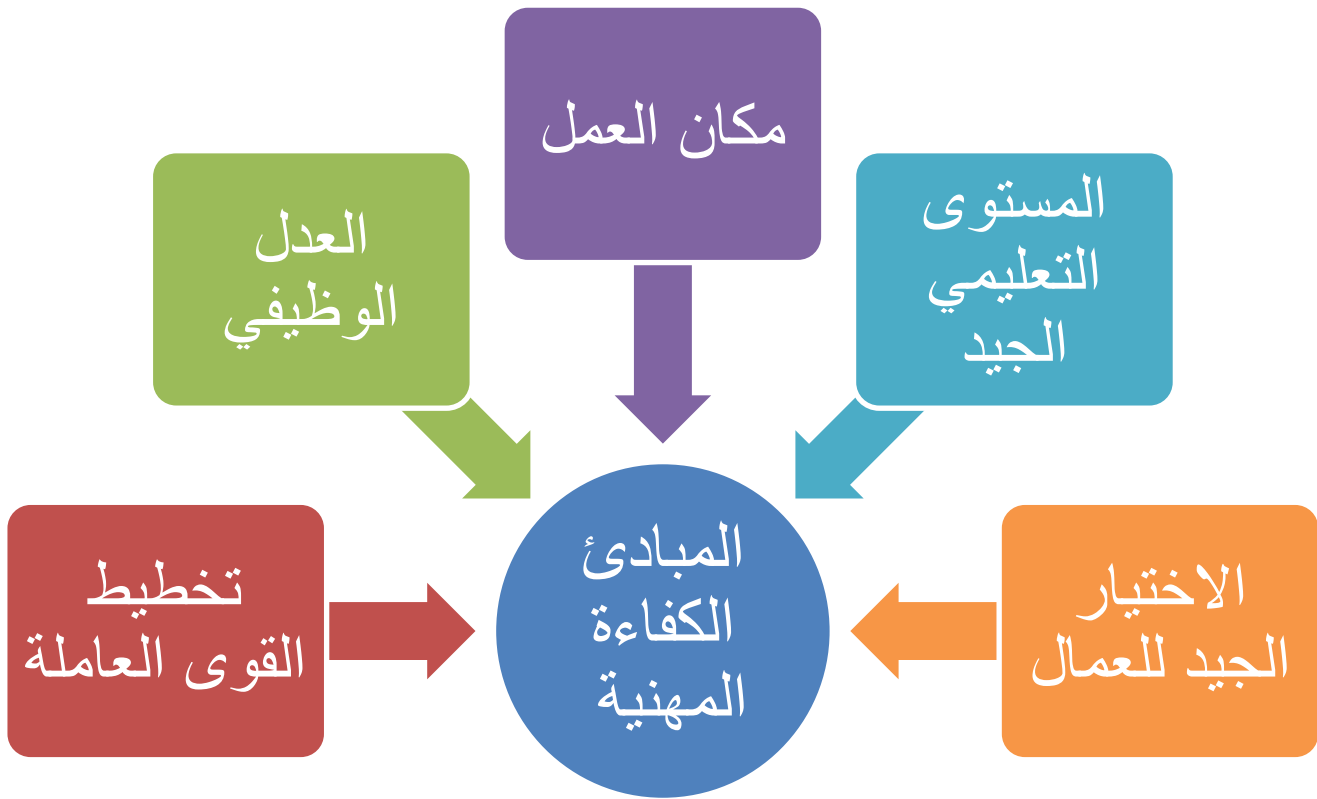 مكان العمل
المستوى
التعليمي
الجيد
العدل
الوظيفي
الاختيار
الجيد للعمال
تخطيط
القوى العاملة
المبادئ
الكفاءة
المهنية